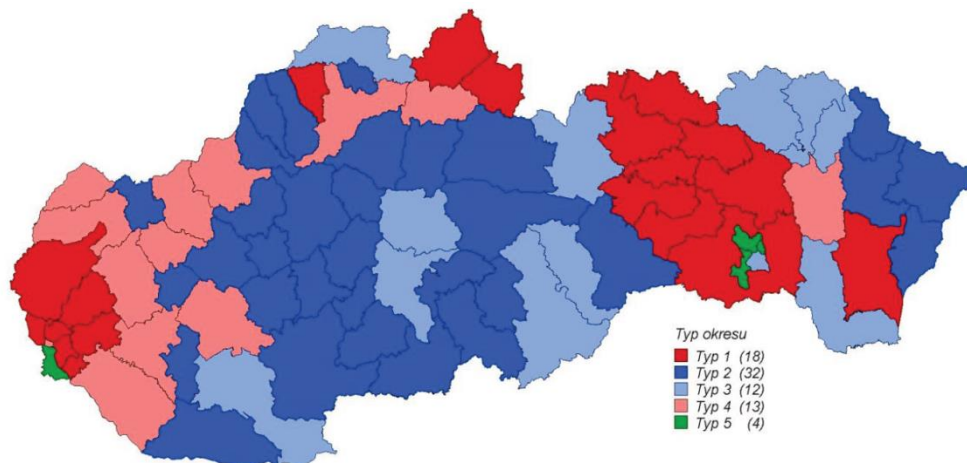 Typ okresu
Typ 1 (18)
Typ 2 (32)
Typ 3 (12)
Typ 4 (13)
Typ 5 (4)